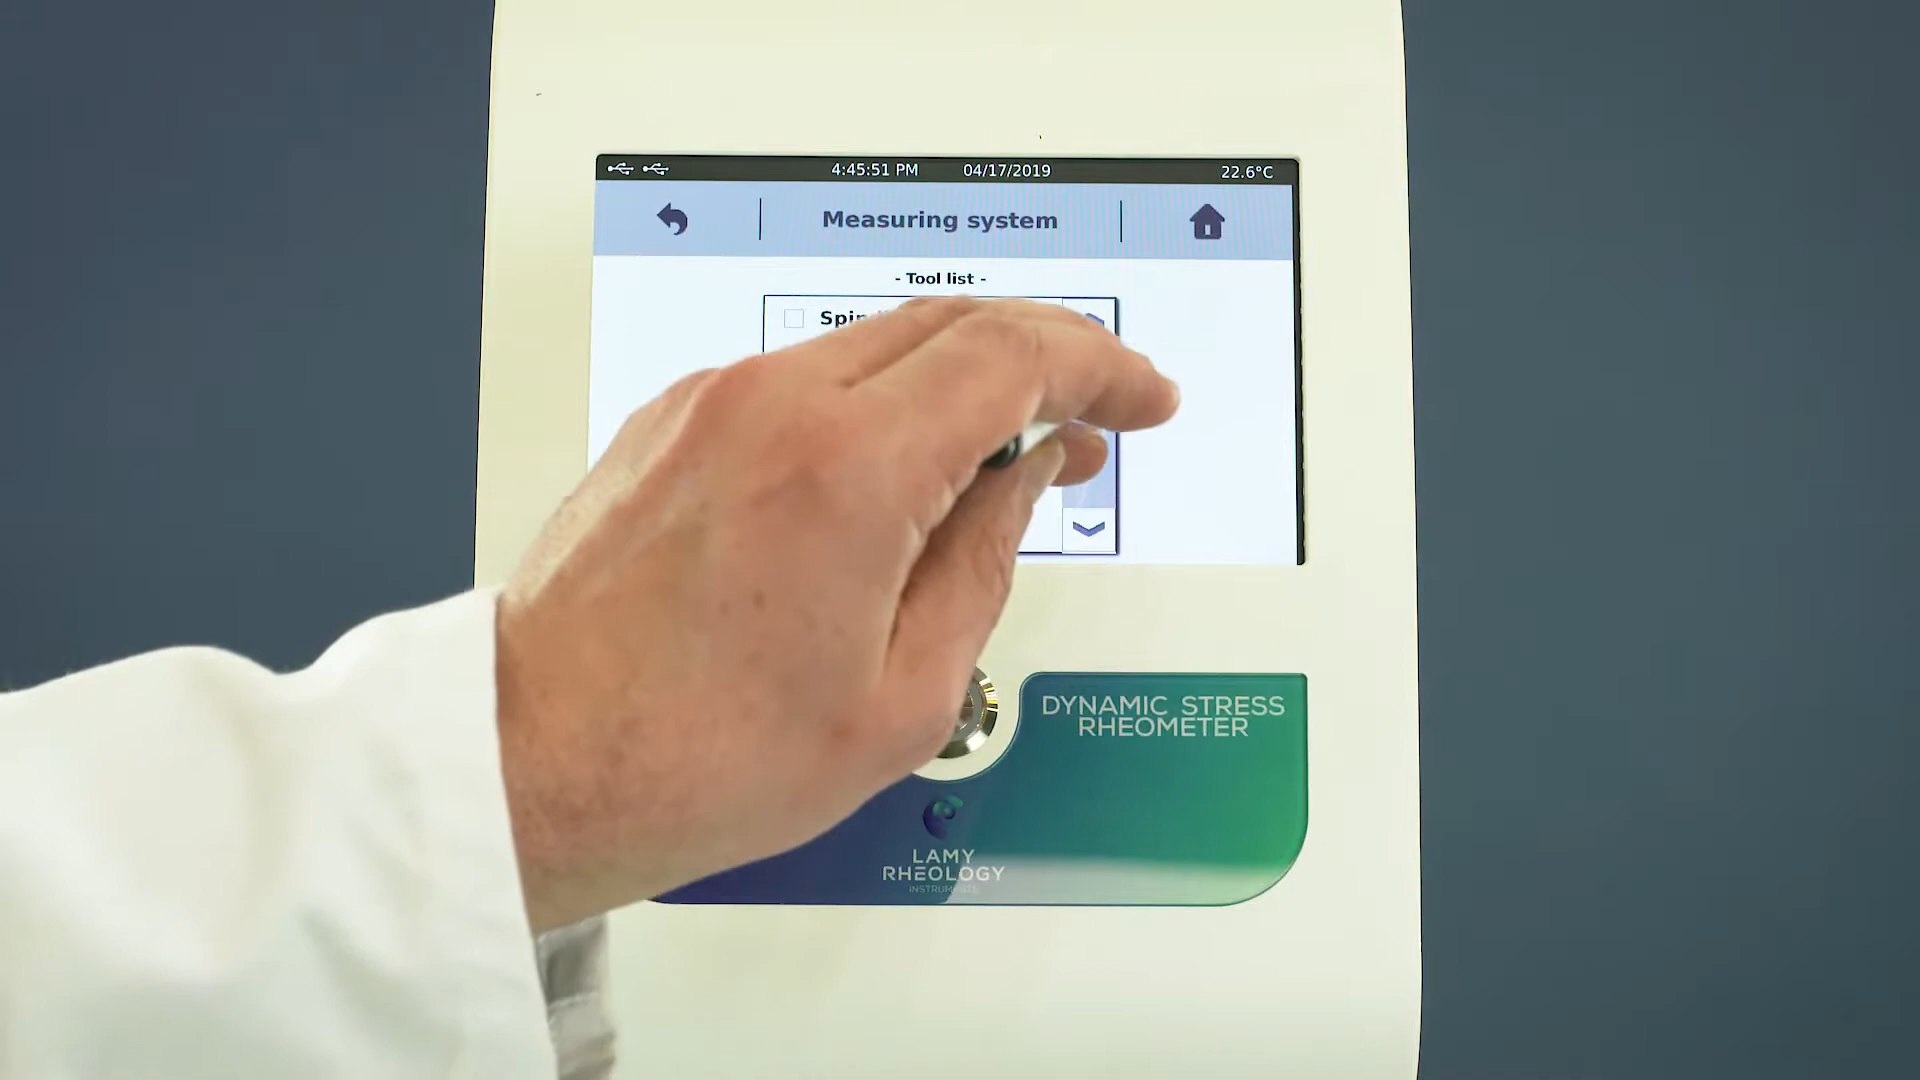 4:45:51 PM 04/17/2019 22.6°C
Measuring system
- Tool list -
DYNAMIC STRESS
RHEOMETER
LAMY
RHEOLOGY